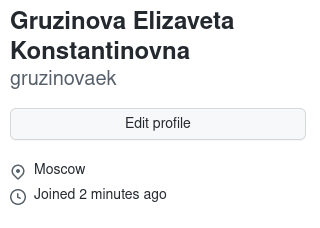 Gruzinova Elizaveta
Konstantinovna
gruzinovaek
Edit profile
Moscow
Joined 2 minutes ago